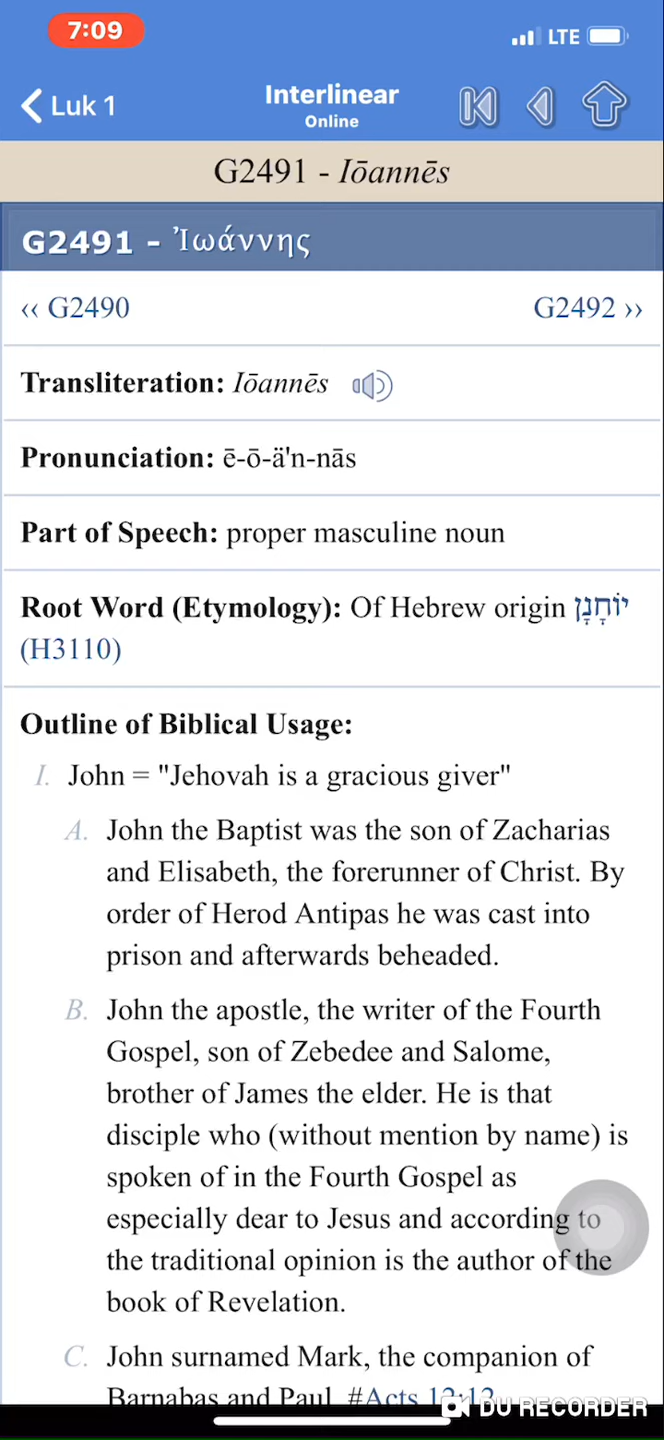 7:09
LTE
Luk 1
Interlinear
Online
G2491 - Iōannēs
G2491 - Ἰωάννης
‹‹ G2490
G2492 ››
Transliteration: Iōannēs
Pronunciation: ē-ō-ä'n-nās
Part of Speech: proper masculine noun
Root Word (Etymology): Of Hebrew origin יוֹחָנָן
(H3110)
Outline of Biblical Usage:
I. John = "Jehovah is a gracious giver"
A. John the Baptist was the son of Zacharias
and Elisabeth, the forerunner of Christ. By
order of Herod Antipas he was cast into
prison and afterwards beheaded.
B. John the apostle, the writer of the Fourth
Gospel, son of Zebedee and Salome,
brother of James the elder. He is that
disciple who (without mention by name) is
spoken of in the Fourth Gospel as
especially dear to Jesus and according to
the traditional opinion is the author of the
book of Revelation.
C. John surnamed Mark, the companion of
Barnabas and Paul. #Acts 12:12
DU RECORDER